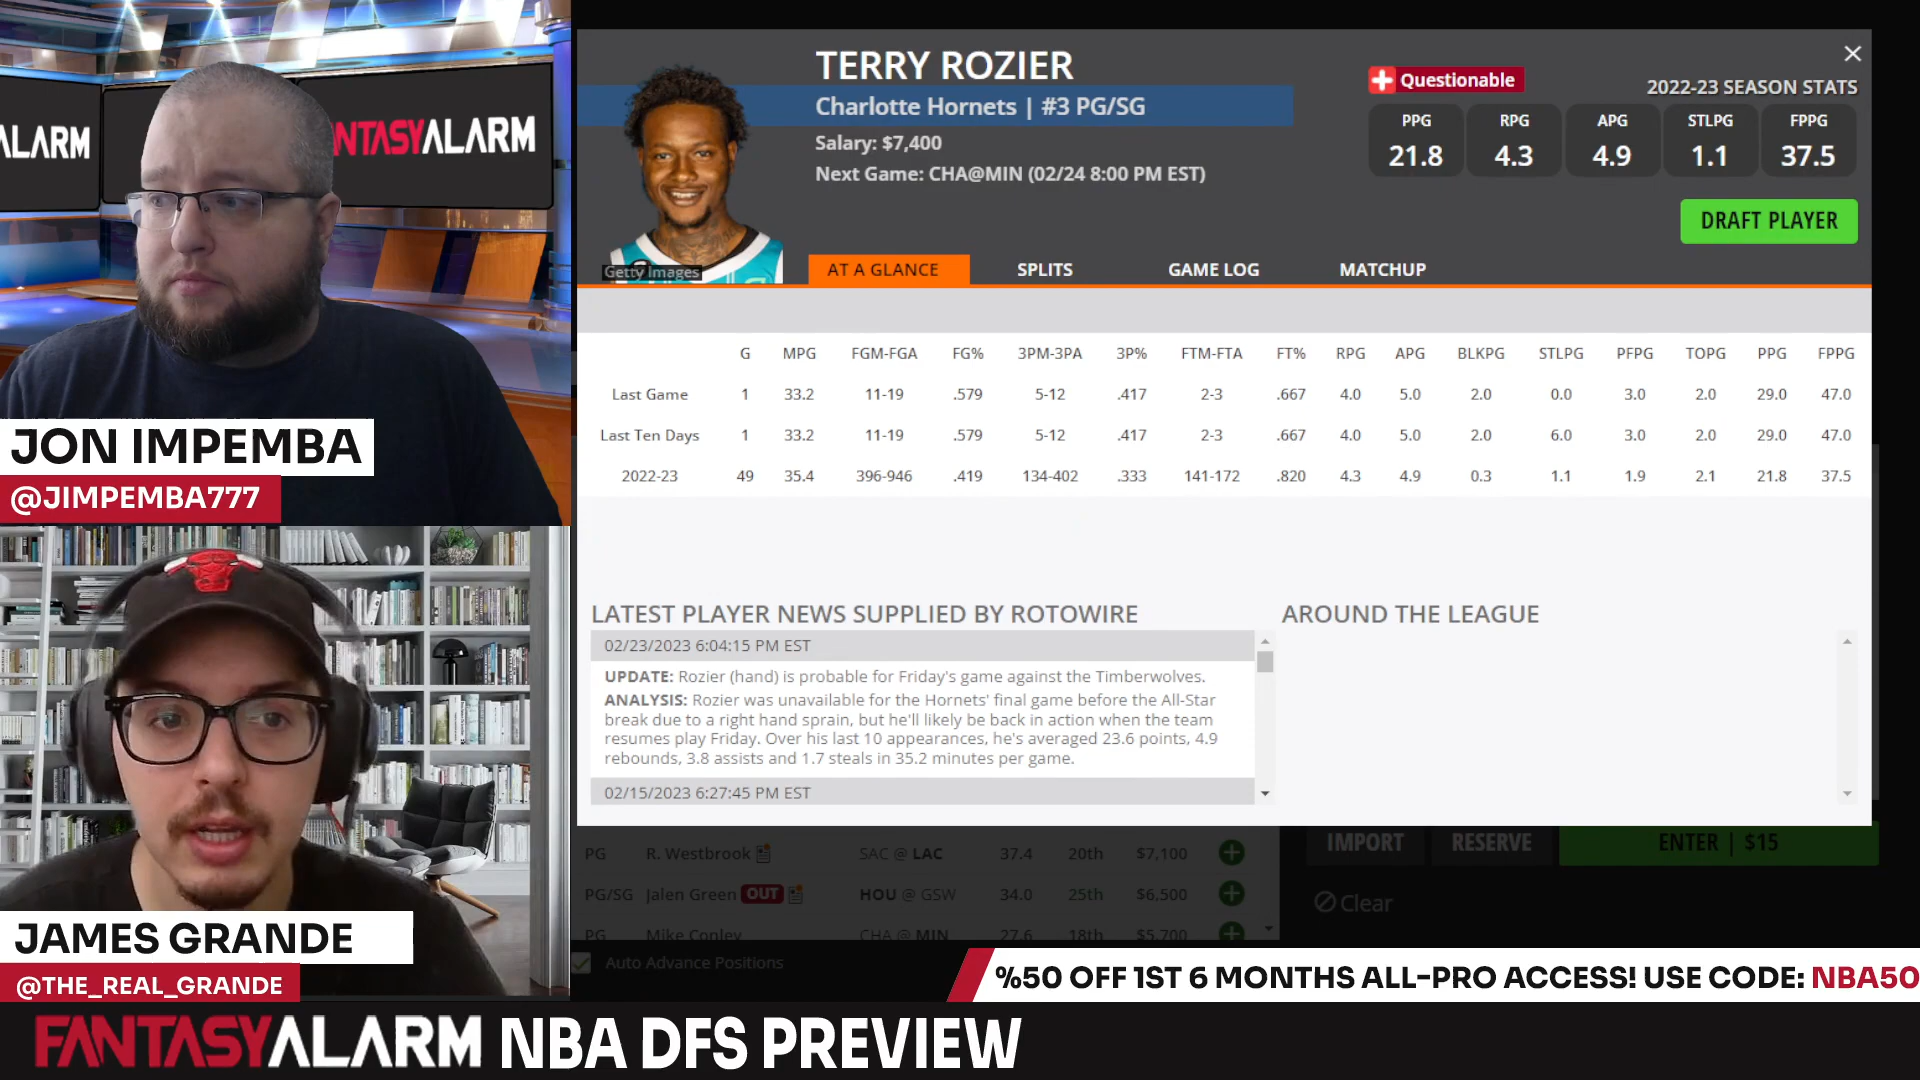 ALARM
FANTASYALARM
JON IMPEMBA
@JIMPEMBA777
JAMES GRANDE
@THE_REAL_GRANDE
TERRY ROZIER
Charlotte Hornets | #3 PG/SG
Salary: $7,400
Next Game: CHA@MIN (02/24 8:00 PM EST)
Getty Images
Questionable
2022-23 SEASON STATS
PPG RPG APG STLPG FPPG
21.8 4.3 4.9 1.1 37.5
DRAFT PLAYER
AT A GLANCE SPLITS GAME LOG MATCHUP
G MPG FGM-FGA FG% 3PM-3PA 3P% FTM-FTA FT% RPG APG BLKPG STLPG PFPG TOPG PPG FPPG
Last Game 1 33.2 11-19 .579 5-12 .417 2-3 .667 4.0 5.0 2.0 0.0 3.0 2.0 29.0 47.0
Last Ten Days 1 33.2 11-19 .579 5-12 .417 2-3 .667 4.0 5.0 2.0 6.0 3.0 2.0 29.0 47.0
2022-23 49 35.4 396-946 .419 134-402 .333 141-172 .820 4.3 4.9 0.3 1.1 1.9 2.1 21.8 37.5
LATEST PLAYER NEWS SUPPLIED BY ROTOWIRE
02/23/2023 6:04:15 PM EST
UPDATE: Rozier (hand) is probable for Friday's game against the Timberwolves.
ANALYSIS: Rozier was unavailable for the Hornets' final game before the All-Star
break due to a right hand sprain, but he'll likely be back in action when the team
resumes play Friday. Over his last 10 appearances, he's averaged 23.6 points, 4.9
rebounds, 3.8 assists and 1.7 steals in 35.2 minutes per game.
02/15/2023 6:27:45 PM EST
AROUND THE LEAGUE
PG R. Westbrook SAC @ LAC 37.4 20th $7,100
PG/SG Jalen Green OUT HOU @ GSW 34.0 25th $6,500
PG Mike Conley CHA @ MIN 27.6 18th $5,700
Auto Advance Positions
IMPORT RESERVE ENTER | $15
Clear
%50 OFF 1ST 6 MONTHS ALL-PRO ACCESS! USE CODE: NBA50
FANTASYALARM NBA DFS PREVIEW